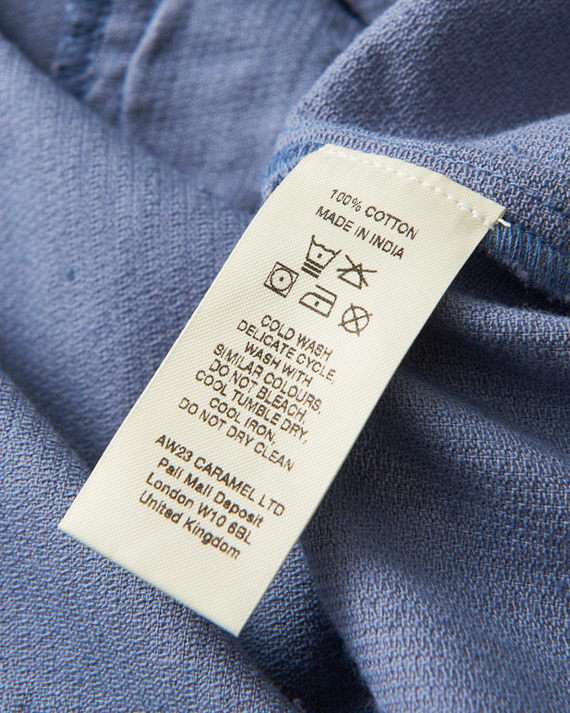 100% COTTON
MADE IN INDIA
COLD WASH
DELICATE CYCLE,
WASH WITH
SIMILAR COLOURS,
DO NOT BLEACH,
COOL TUMBLE DRY,
COOL IRON,
DO NOT DRY CLEAN
AW23 CARAMEL LTD
Pall Mall Deposit
London W10 6BL
United Kingdom